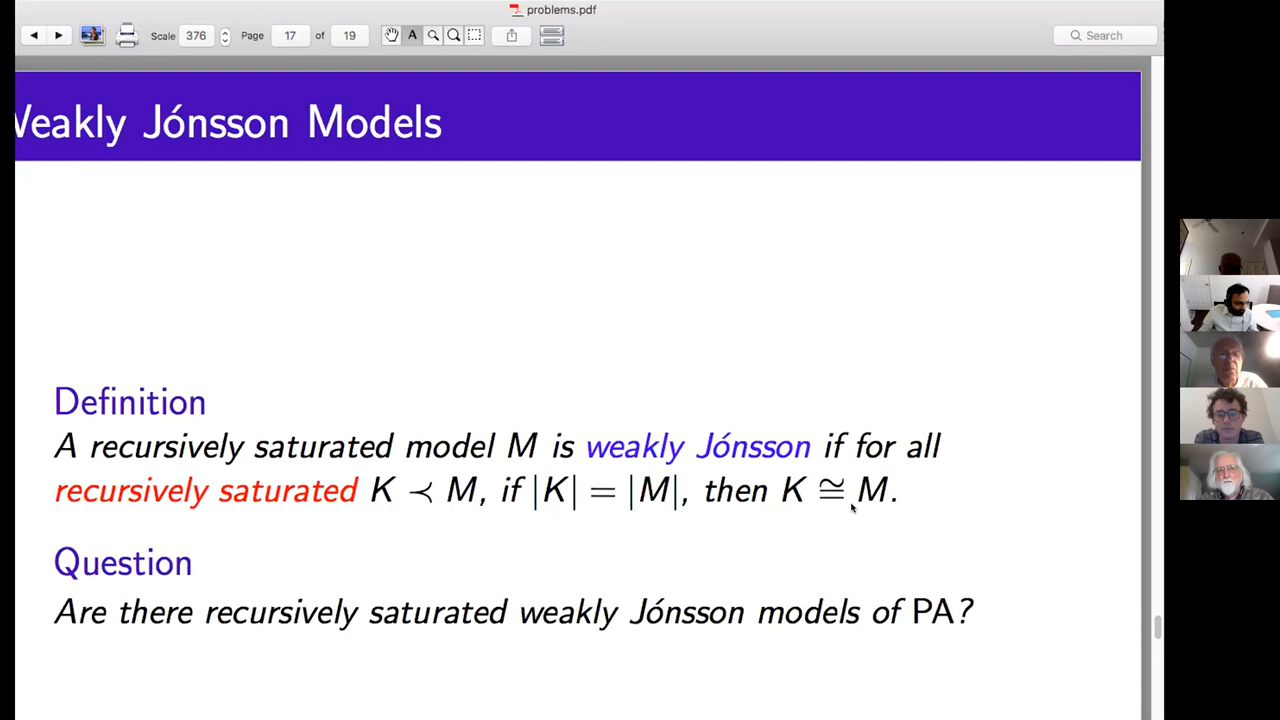 problems.pdf
Scale 376 Page 17 of 19 A Search
Weakly Jónsson Models
Definition
A recursively saturated model M is weakly Jónsson if for all
recursively saturated K ≺ M, if |K| = |M|, then K ≅ M.
Question
Are there recursively saturated weakly Jónsson models of PA?